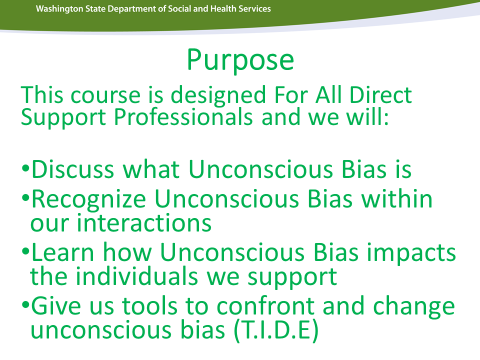 Washington State Department of Social and Health Services
Purpose
This course is designed For All Direct
Support Professionals and we will:
•Discuss what Unconscious Bias is
•Recognize Unconscious Bias within
our interactions
•Learn how Unconscious Bias impacts
the individuals we support
•Give us tools to confront and change
unconscious bias (T.I.D.E)